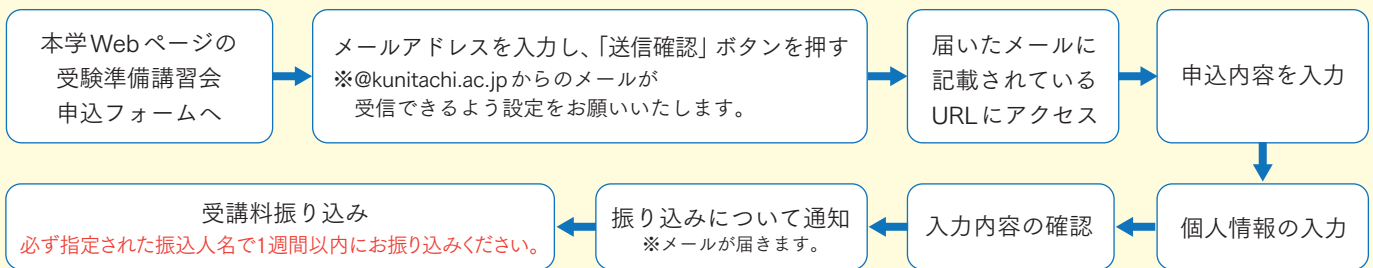 本学Webページの
受験準備講習会
申込フォームへ
メールアドレスを入力し、「送信確認」ボタンを押す
※@kunitachi.ac.jpからのメールが
受信できるよう設定をお願いいたします。
届いたメールに
記載されている
URLにアクセス
申込内容を入力
個人情報の入力
入力内容の確認
振り込みについて通知
※メールが届きます。
受講料振り込み
必ず指定された振込人名で1週間以内にお振り込みください。